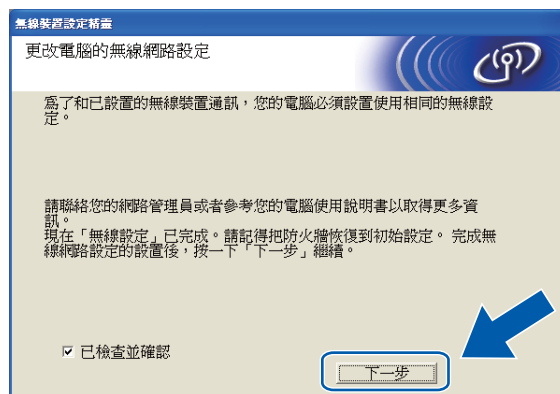 無線裝置設定精靈
更改電腦的無線網路設定
為了和已設置的無線裝置通訊，您的電腦必須設置使用相同的無線設
定。
請聯絡您的網路管理員或者參考您的電腦使用說明書以取得更多資
訊。
現在「無線設定」已完成。請記得把防火牆恢復到初始設定。 完成無
線網路設定的設置後，按一下「下一步」繼續。
已檢查並確認
下一步